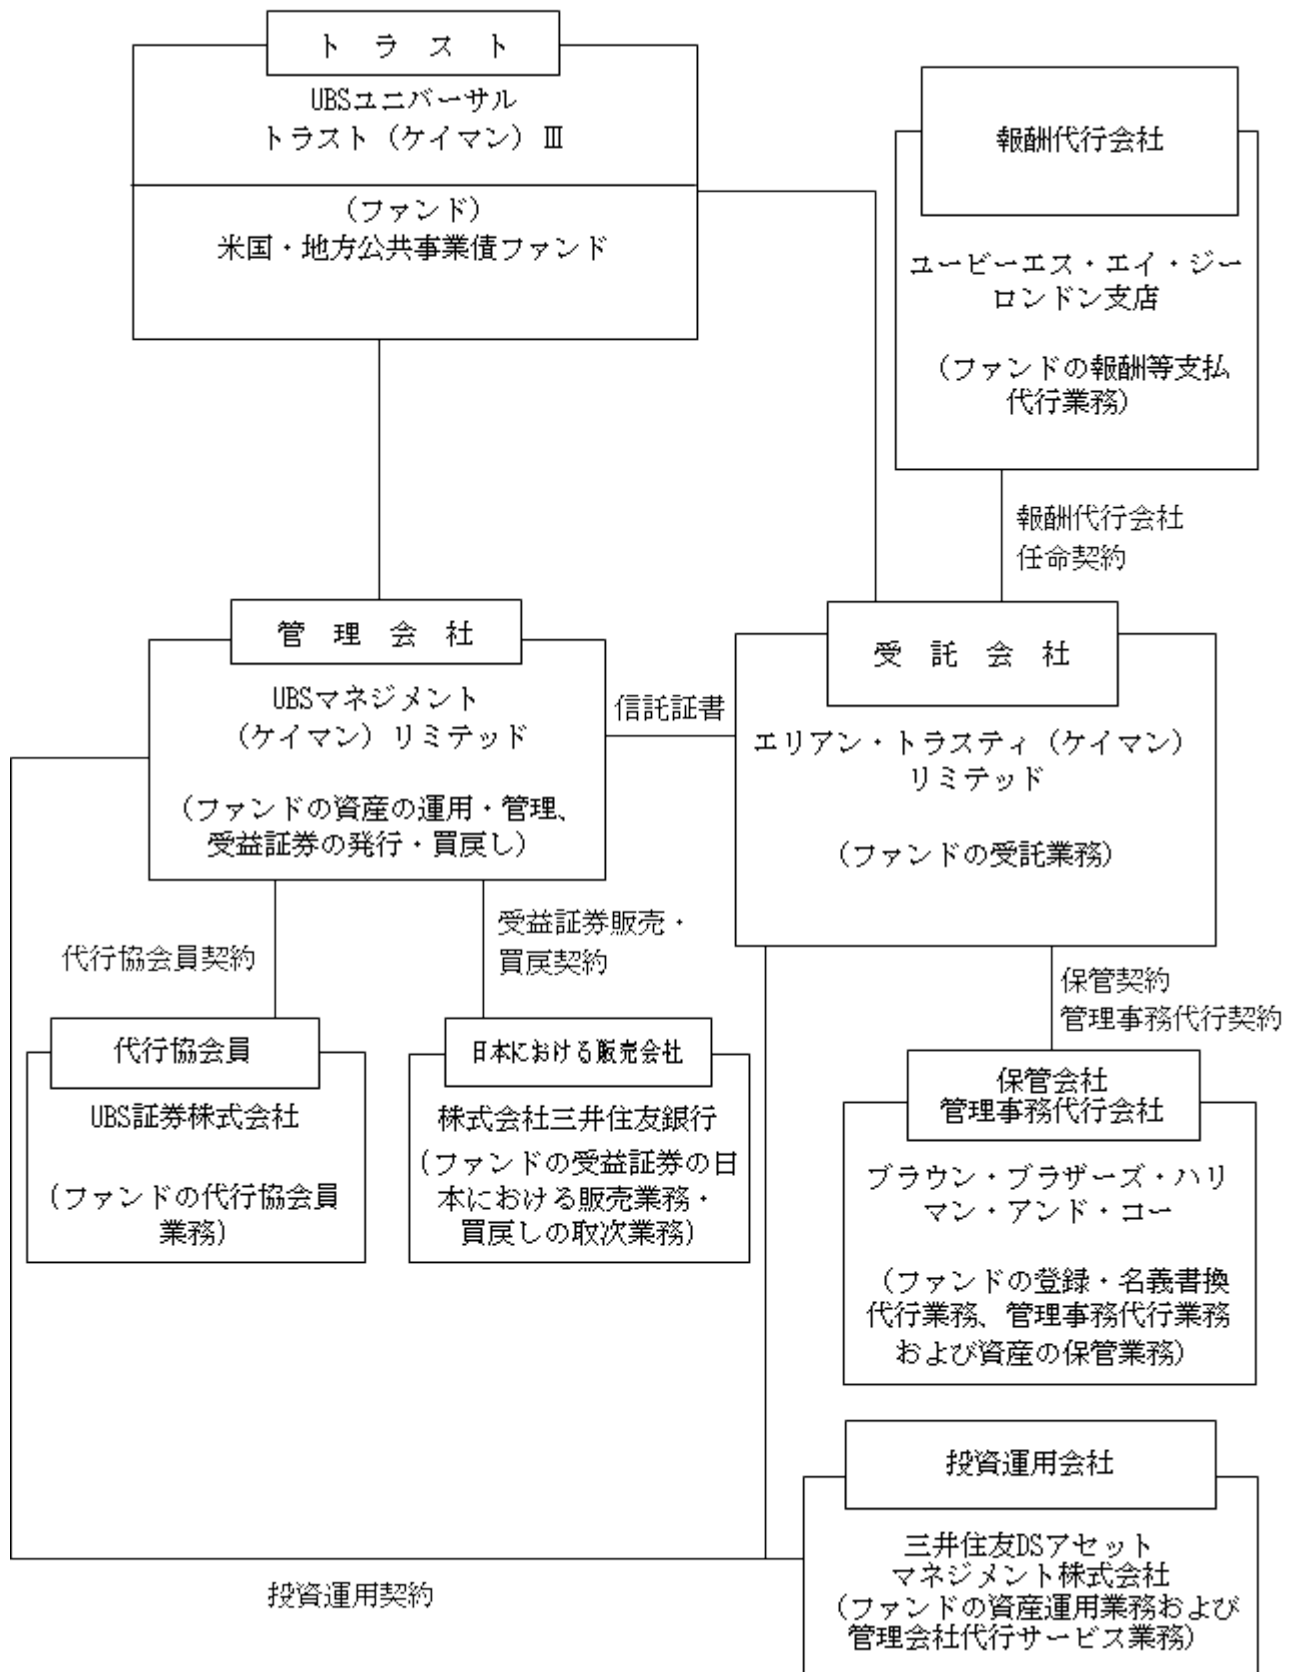 トラスト
UBSユニバーサル
トラスト（ケイマン）Ⅲ
（ファンド）
米国・地方公共事業債ファンド
報酬代行会社
ユービーエス・エイ・ジー
ロンドン支店
（ファンドの報酬等支払
代行業務）
報酬代行会社
任命契約
管理会社
UBSマネジメント
（ケイマン）リミテッド
（ファンドの資産の運用・管理、
受益証券の発行・買戻し）
信託証書
受託会社
エリアン・トラスティ（ケイマン）
リミテッド
（ファンドの受託業務）
代行協会員契約
受益証券販売・
買戻契約
保管契約
管理事務代行契約
代行協会員
UBS証券株式会社
（ファンドの代行協会員
業務）
日本における販売会社
株式会社三井住友銀行
（ファンドの受益証券の日
本における販売業務・
買戻しの取次業務）
保管会社
管理事務代行会社
ブラウン・ブラザーズ・ハリ
マン・アンド・コー
（ファンドの登録・名義書換
代行業務、管理事務代行業務
および資産の保管業務）
投資運用会社
三井住友DSアセット
マネジメント株式会社
（ファンドの資産運用業務および
管理会社代行サービス業務）
投資運用契約